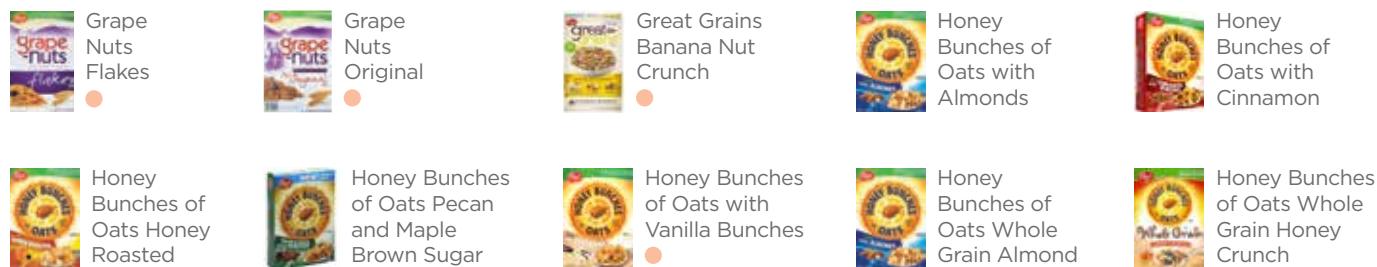 Grape
Nuts
Flakes
Grape
Nuts
Original
Great Grains
Banana Nut
Crunch
Honey
Bunches of
Oats with
Almonds
Honey
Bunches of
Oats with
Cinnamon
Honey
Bunches of
Oats Honey
Roasted
Honey Bunches
of Oats Pecan
and Maple
Brown Sugar
Honey Bunches
of Oats with
Vanilla Bunches
Honey
Bunches of
Oats Whole
Grain Almond
Honey Bunches
of Oats Whole
Grain Honey
Crunch